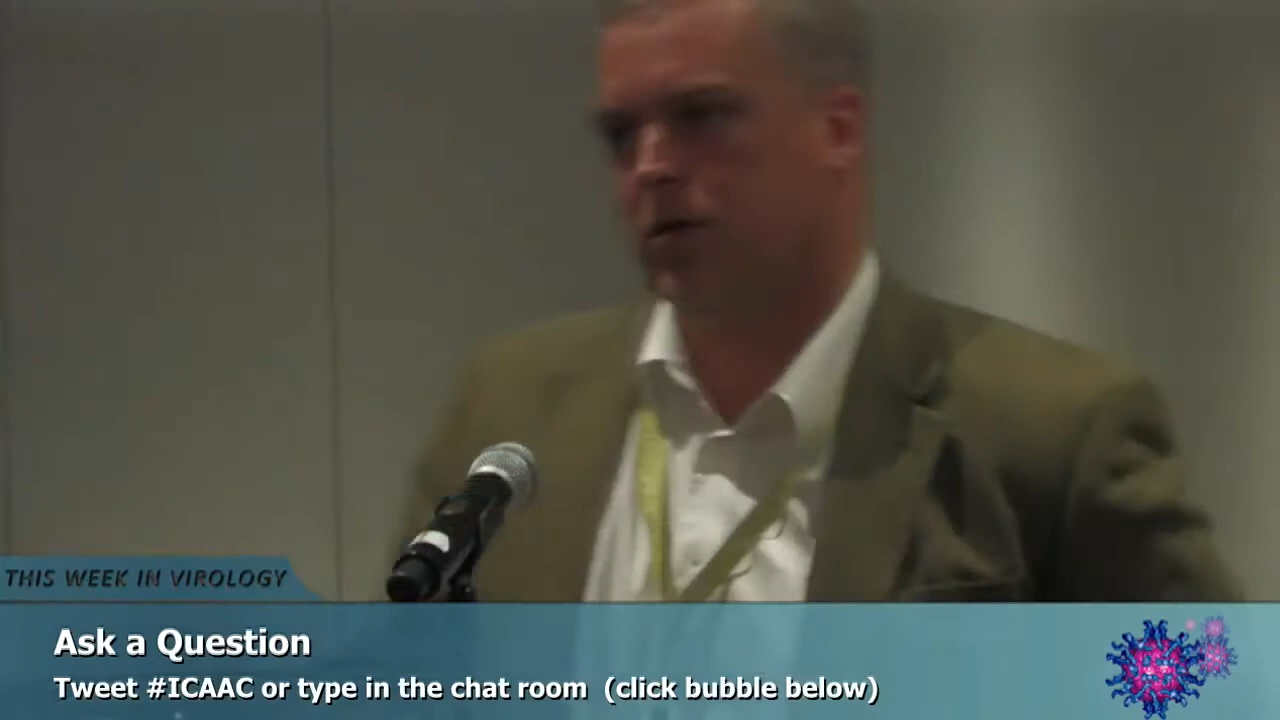 THIS WEEK IN VIROLOGY
Ask a Question
Tweet #ICAAC or type in the chat room (click bubble below)